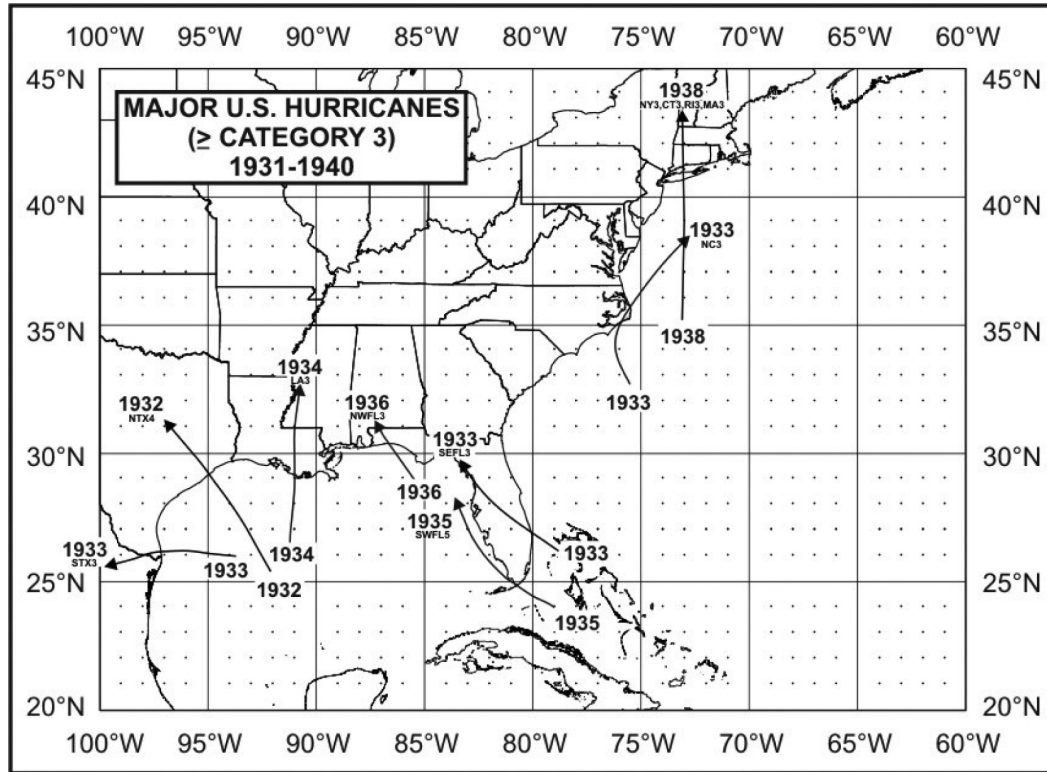 100°W 95°W 90°W 85°W 80°W 75°W 70°W 65°W 60°W
45°N 45°N
MAJOR U.S. HURRICANES
(≥ CATEGORY 3)
1931-1940
1938
NY3,CT3,RI3,MA3
40°N 40°N
1933
NC3
35°N 35°N
1938
1934
LA3
1932
NTX4
1936
NWFL3
1933
1933
SEFL3
30°N 30°N
1936
1935
SWFL5
1933
STX3
1934
1933
1933
1932
25°N 25°N
1935
20°N 20°N
100°W 95°W 90°W 85°W 80°W 75°W 70°W 65°W 60°W